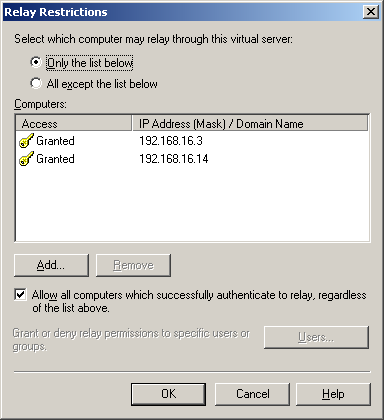 Relay Restrictions
Select which computer may relay through this virtual server:
Only the list below
All except the list below
Computers:
Access IP Address (Mask) / Domain Name
Granted 192.168.16.3
Granted 192.168.16.14
Add... Remove
Allow all computers which successfully authenticate to relay, regardless
of the list above.
Grant or deny relay permissions to specific users or
groups.
Users...
OK Cancel Help